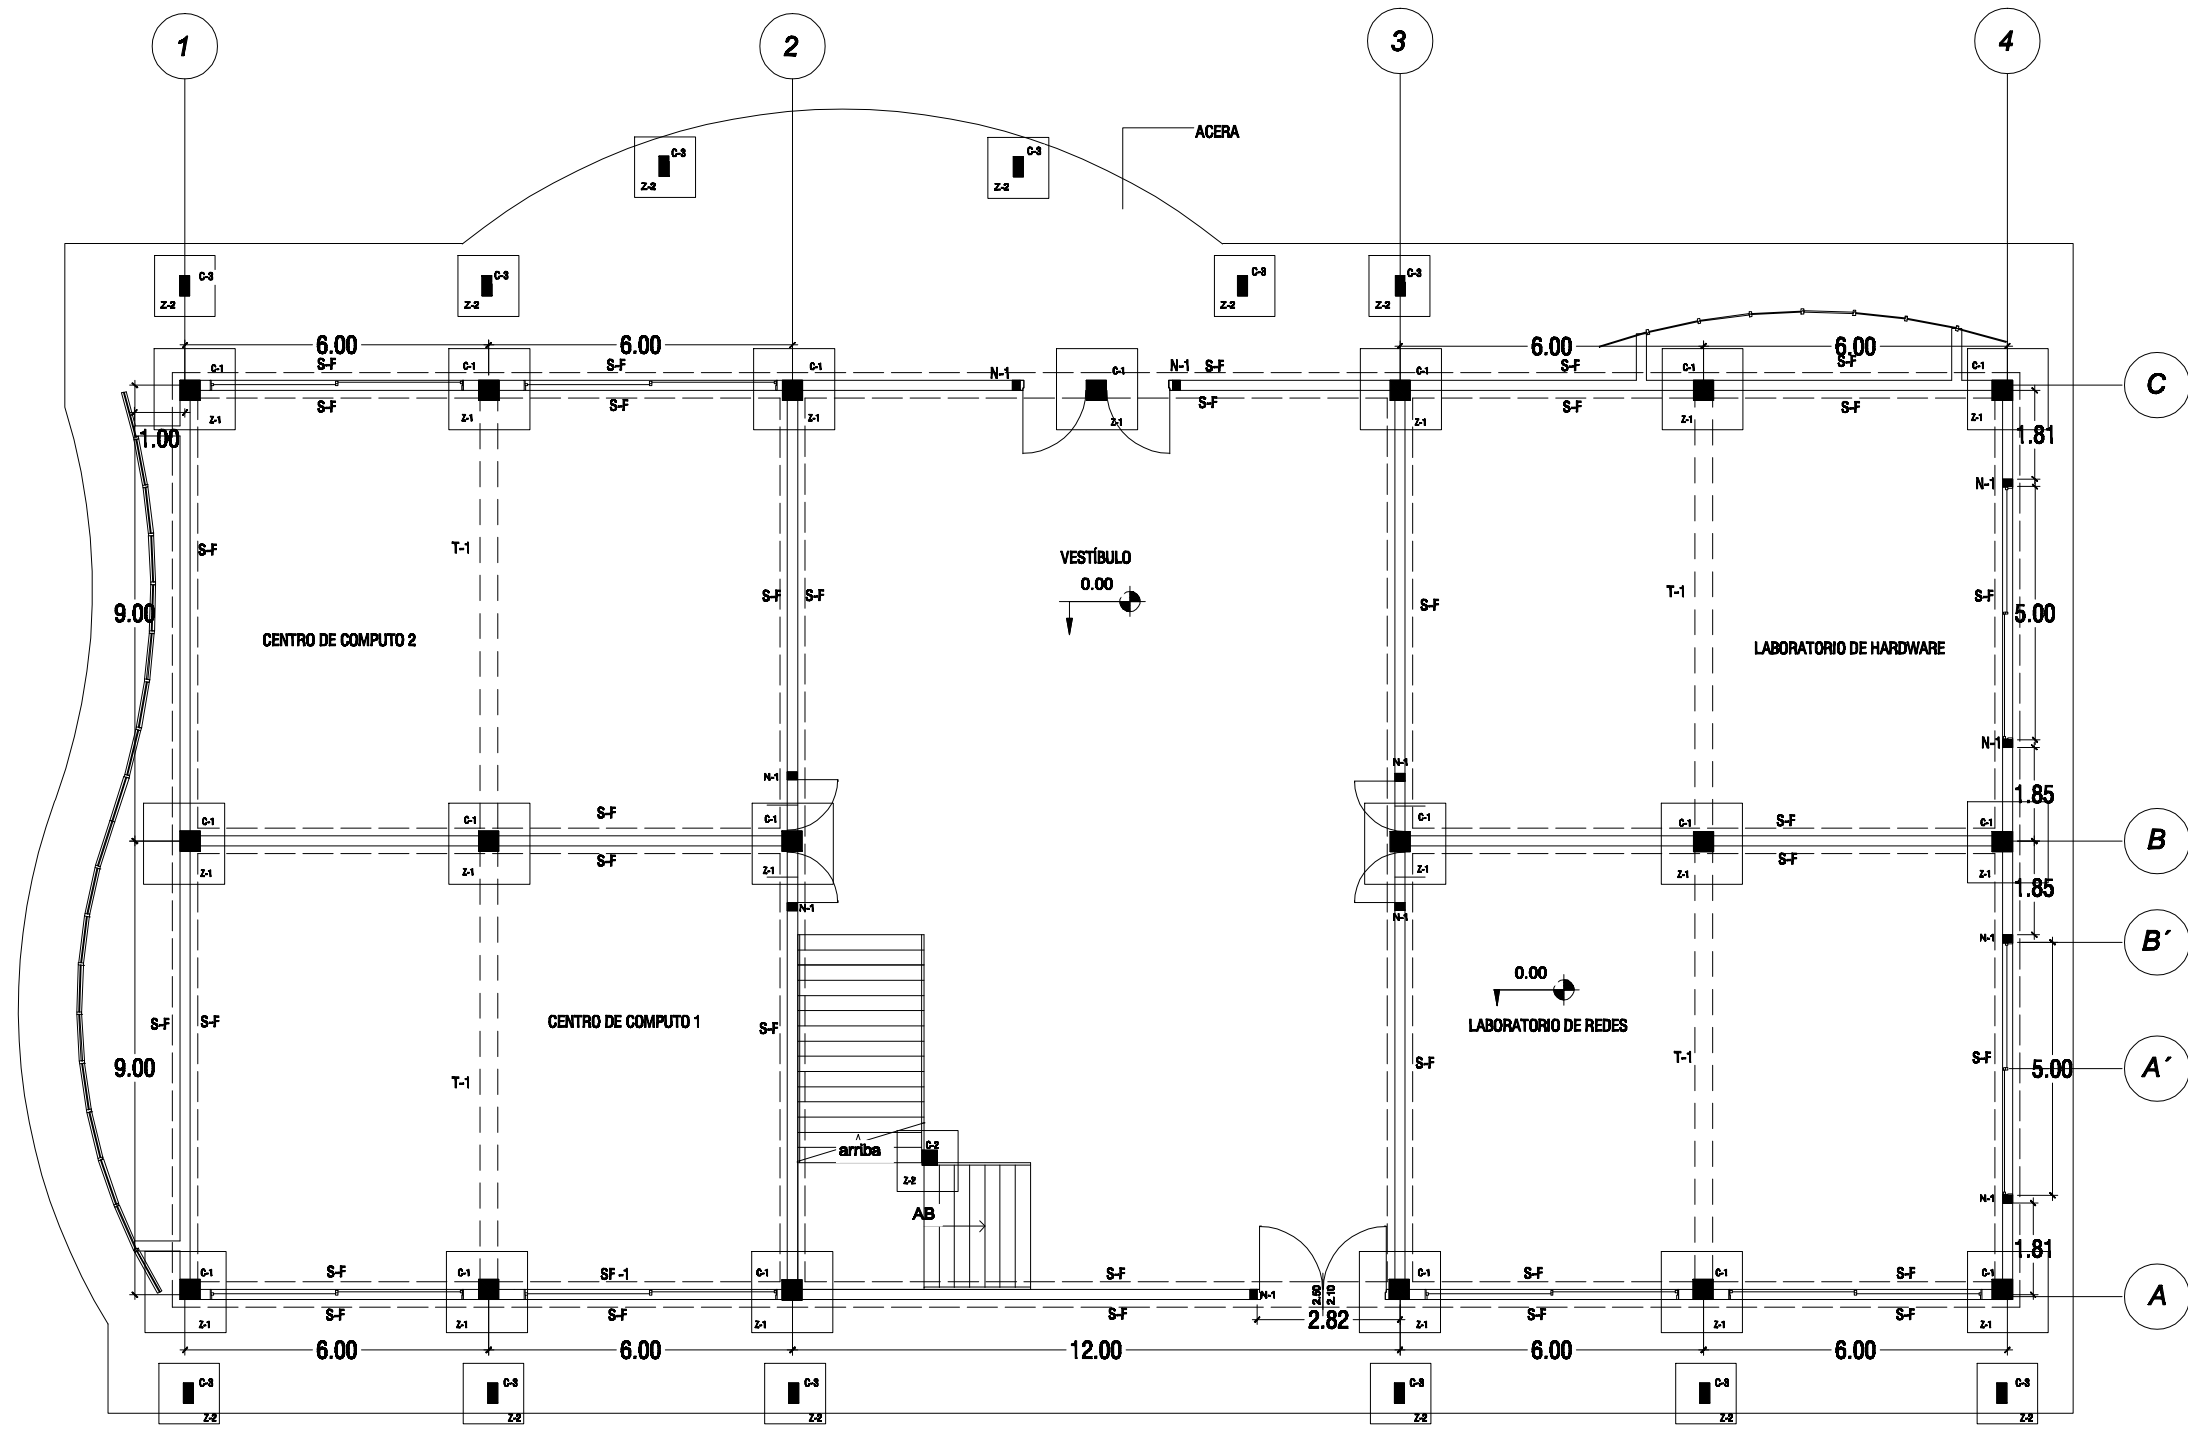 1
2
3
4
ACERA
C-3
Z-2
C-3
Z-2
C-3
Z-2
C-3
Z-2
C-3
Z-2
C-3
Z-2
6.00
6.00
6.00
6.00
C-1
S-F
C-1
S-F
C-1
N-1
C-1
N-1
S-F
C-1
S-F
C-1
S-F
C-1
C
S-F
S-F
S-F
S-F
S-F
Z-1
Z-1
Z-1
Z-1
Z-1
Z-1
Z-1
1.00
1.81
N-1
S-F
T-1
VESTÍBULO
0.00
S-F
S-F
S-F
T-1
S-F
9.00
5.00
CENTRO DE COMPUTO 2
LABORATORIO DE HARDWARE
N-1
N-1
N-1
1.85
C-1
C-1
S-F
C-1
C-1
C-1
S-F
C-1
B
S-F
S-F
Z-1
Z-1
Z-1
Z-1
Z-1
Z-1
1.85
N-1
N-1
N-1
B´
0.00
S-F
S-F
CENTRO DE COMPUTO 1
S-F
LABORATORIO DE REDES
S-F
T-1
S-F
9.00
T-1
5.00
A´
arriba
C-2
Z-2
N-1
AB
1.81
C-1
S-F
C-1
SF -1
C-1
S-F
C-1
S-F
C-1
S-F
C-1
N-1
2.50
2.10
A
S-F
S-F
S-F
S-F
S-F
Z-1
Z-1
Z-1
2.82
Z-1
Z-1
Z-1
6.00
6.00
12.00
6.00
6.00
C-3
Z-2
C-3
Z-2
C-3
Z-2
C-3
Z-2
C-3
Z-2
C-3
Z-2